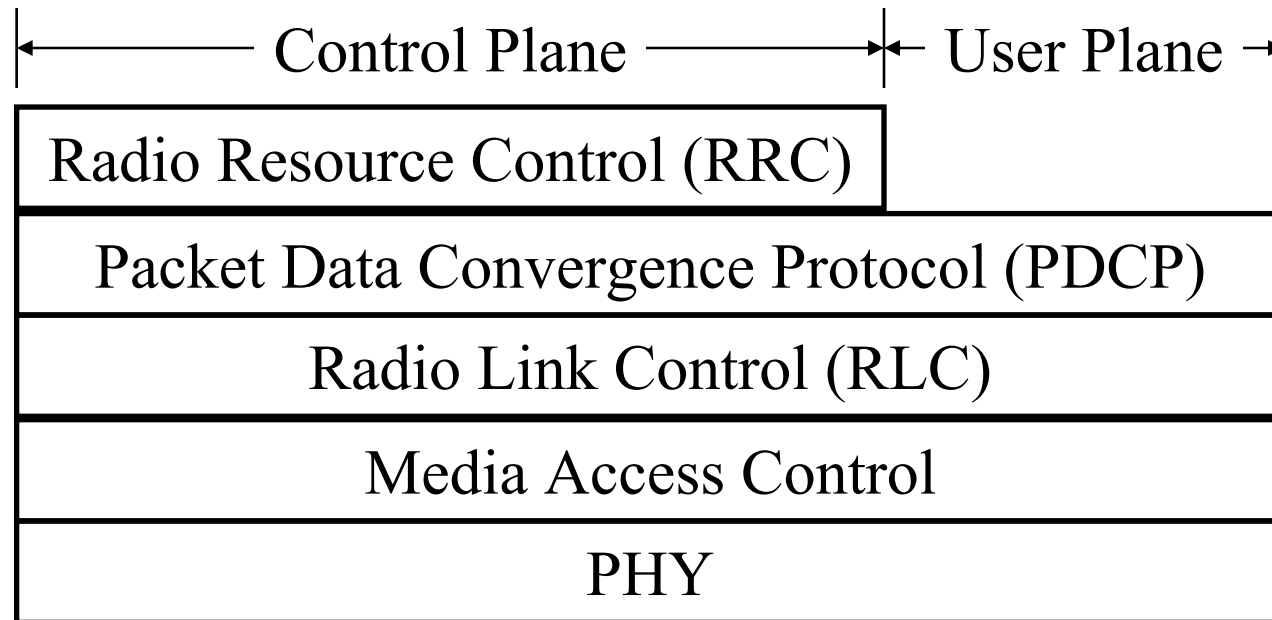 Control Plane User Plane
Radio Resource Control (RRC)
Packet Data Convergence Protocol (PDCP)
Radio Link Control (RLC)
Media Access Control
PHY